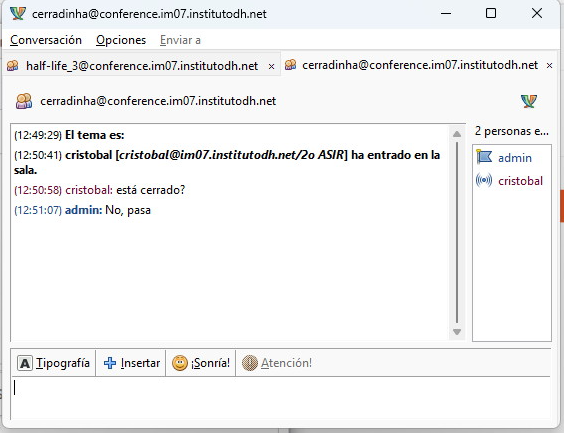 cerradinha@conference.im07.institutodh.net
Conversación Opciones Enviar a
half-life_3@conference.im07.institutodh.net × cerradinha@conference.im07.institutodh.net ×
cerradinha@conference.im07.institutodh.net
(12:49:29) El tema es:
(12:50:41) cristobal [cristobal@im07.institutodh.net/2o ASIR] ha entrado en la
sala.
(12:50:58) cristobal: está cerrado?
(12:51:07) admin: No, pasa
2 personas e...
admin
cristobal
A Tipografía Insertar ¡Sonría! ¡Atención!